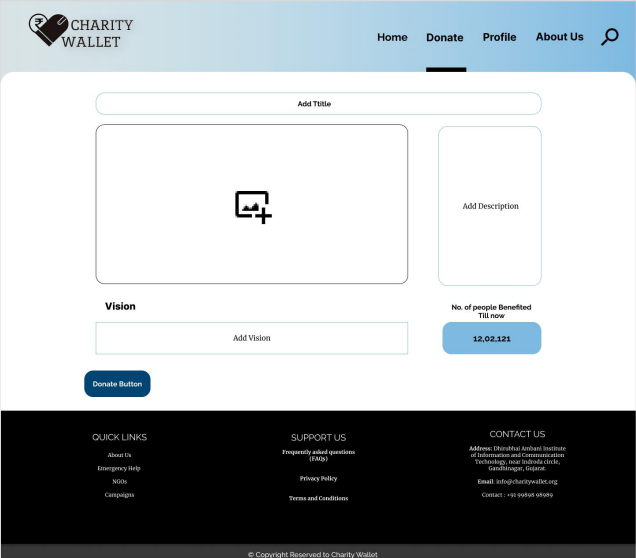 ₹ CHARITY
WALLET
Home Donate Profile About Us
Add Ttitle
Add Description
Vision
Add Vision
No. of people Benefited
Till now
12,02,121
Donate Button
QUICK LINKS
About Us
Emergency Help
NGOs
Campaigns
SUPPORT US
Frequently asked questions
(FAQs)
Privacy Policy
Terms and Conditions
CONTACT US
Address: Dhirubhai Ambani Institute
of Information and Communication
Technology, near Indroda circle,
Gandhinagar, Gujarat.
Email: info@charitywallet.org
Contact : +91 99898 98989
© Copyright Reserved to Charity Wallet